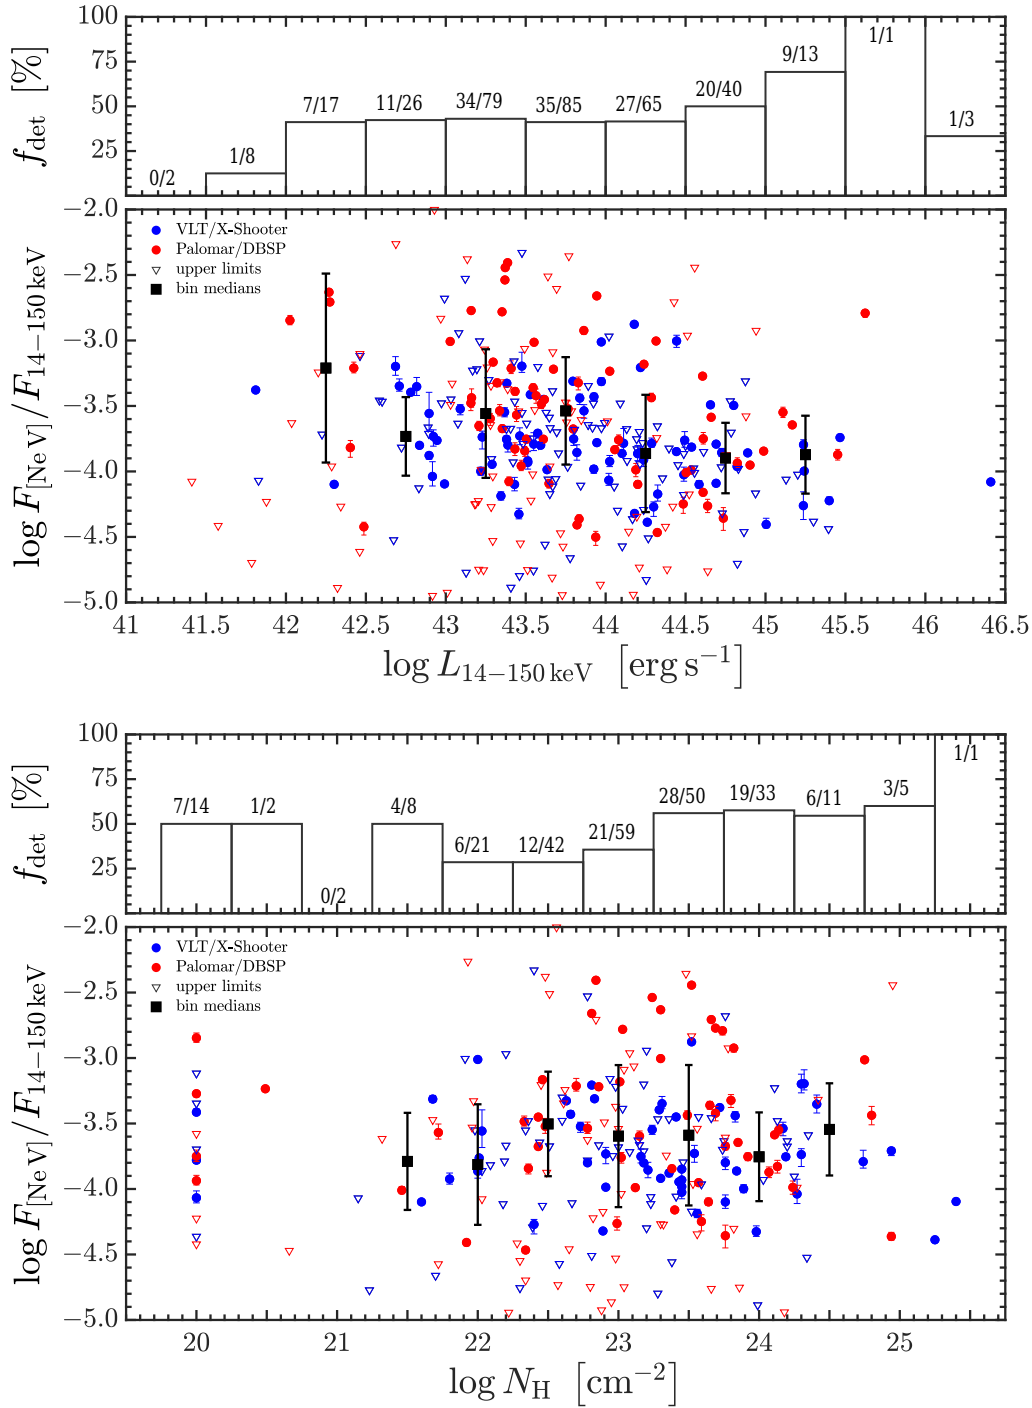 100
75
50
25
f_det [%]
0/2
1/8
7/17
11/26
34/79
35/85
27/65
20/40
9/13
1/1
1/3
−2.0
−2.5
−3.0
−3.5
−4.0
−4.5
−5.0
log F_[Ne V]/F_14−150 keV
VLT/X-Shooter
Palomar/DBSP
upper limits
bin medians
41 41.5 42 42.5 43 43.5 44 44.5 45 45.5 46 46.5
log L_14−150 keV [erg s^−1]
100
75
50
25
f_det [%]
7/14
1/2
0/2
4/8
6/21
12/42
21/59
28/50
19/33
6/11
3/5
1/1
−2.0
−2.5
−3.0
−3.5
−4.0
−4.5
−5.0
log F_[Ne V]/F_14−150 keV
VLT/X-Shooter
Palomar/DBSP
upper limits
bin medians
20 21 22 23 24 25
log N_H [cm^−2]